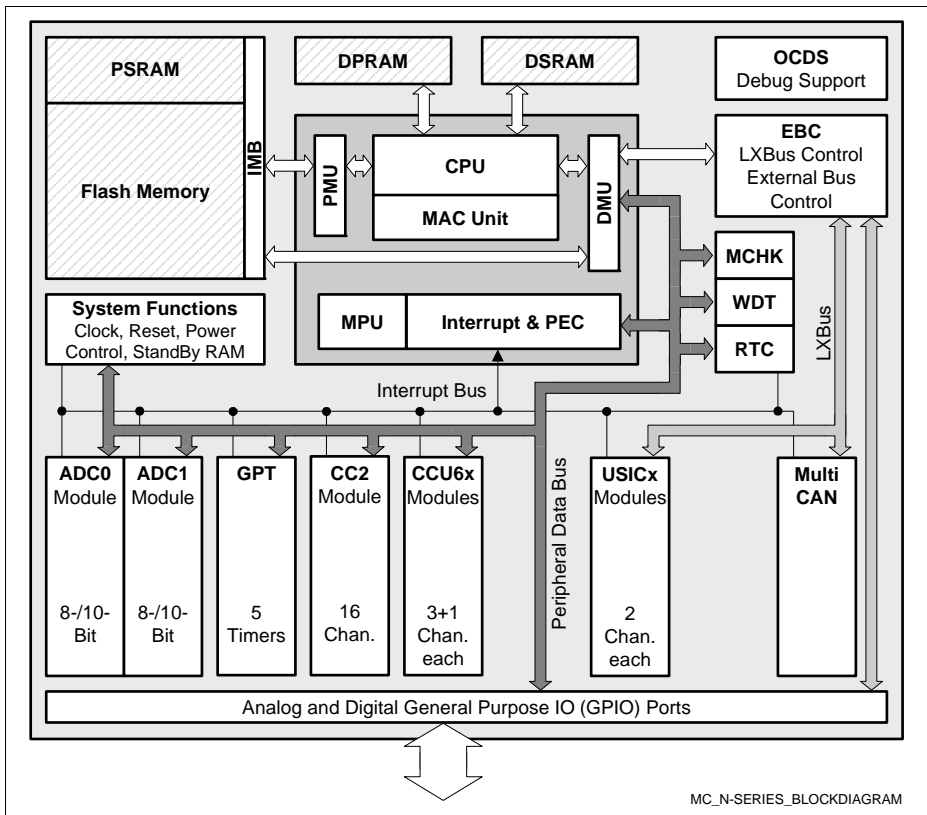 PSRAM
Flash Memory
IMB
DPRAM
DSRAM
OCDS
Debug Support
EBC
LXBus Control
External Bus
Control
PMU
CPU
MAC Unit
DMU
MPU
Interrupt & PEC
MCHK
WDT
RTC
LXBus
System Functions
Clock, Reset, Power
Control, StandBy RAM
Interrupt Bus
ADC0
Module
8-/10-
Bit
ADC1
Module
8-/10-
Bit
GPT
5
Timers
CC2
Module
16
Chan.
CCU6x
Modules
3+1
Chan.
each
Peripheral Data Bus
USICx
Modules
2
Chan.
each
Multi
CAN
Analog and Digital General Purpose IO (GPIO) Ports
MC_N-SERIES_BLOCKDIAGRAM